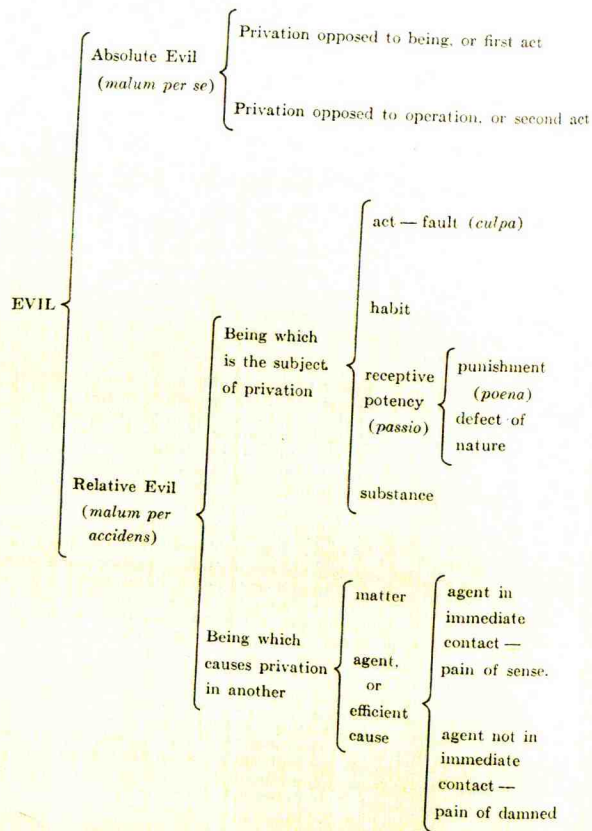 Privation opposed to being, or first act
Absolute Evil
(malum per se)
Privation opposed to operation, or second act
EVIL
Relative Evil
(malum per
accidens)
Being which
is the subject
of privation
act — fault (culpa)
habit
receptive
potency
(passio)
punishment
(poena)
defect of
nature
substance
Being which
causes privation
in another
matter
agent,
or
efficient
cause
agent in
immediate
contact —
pain of sense.
agent not in
immediate
contact —
pain of damned